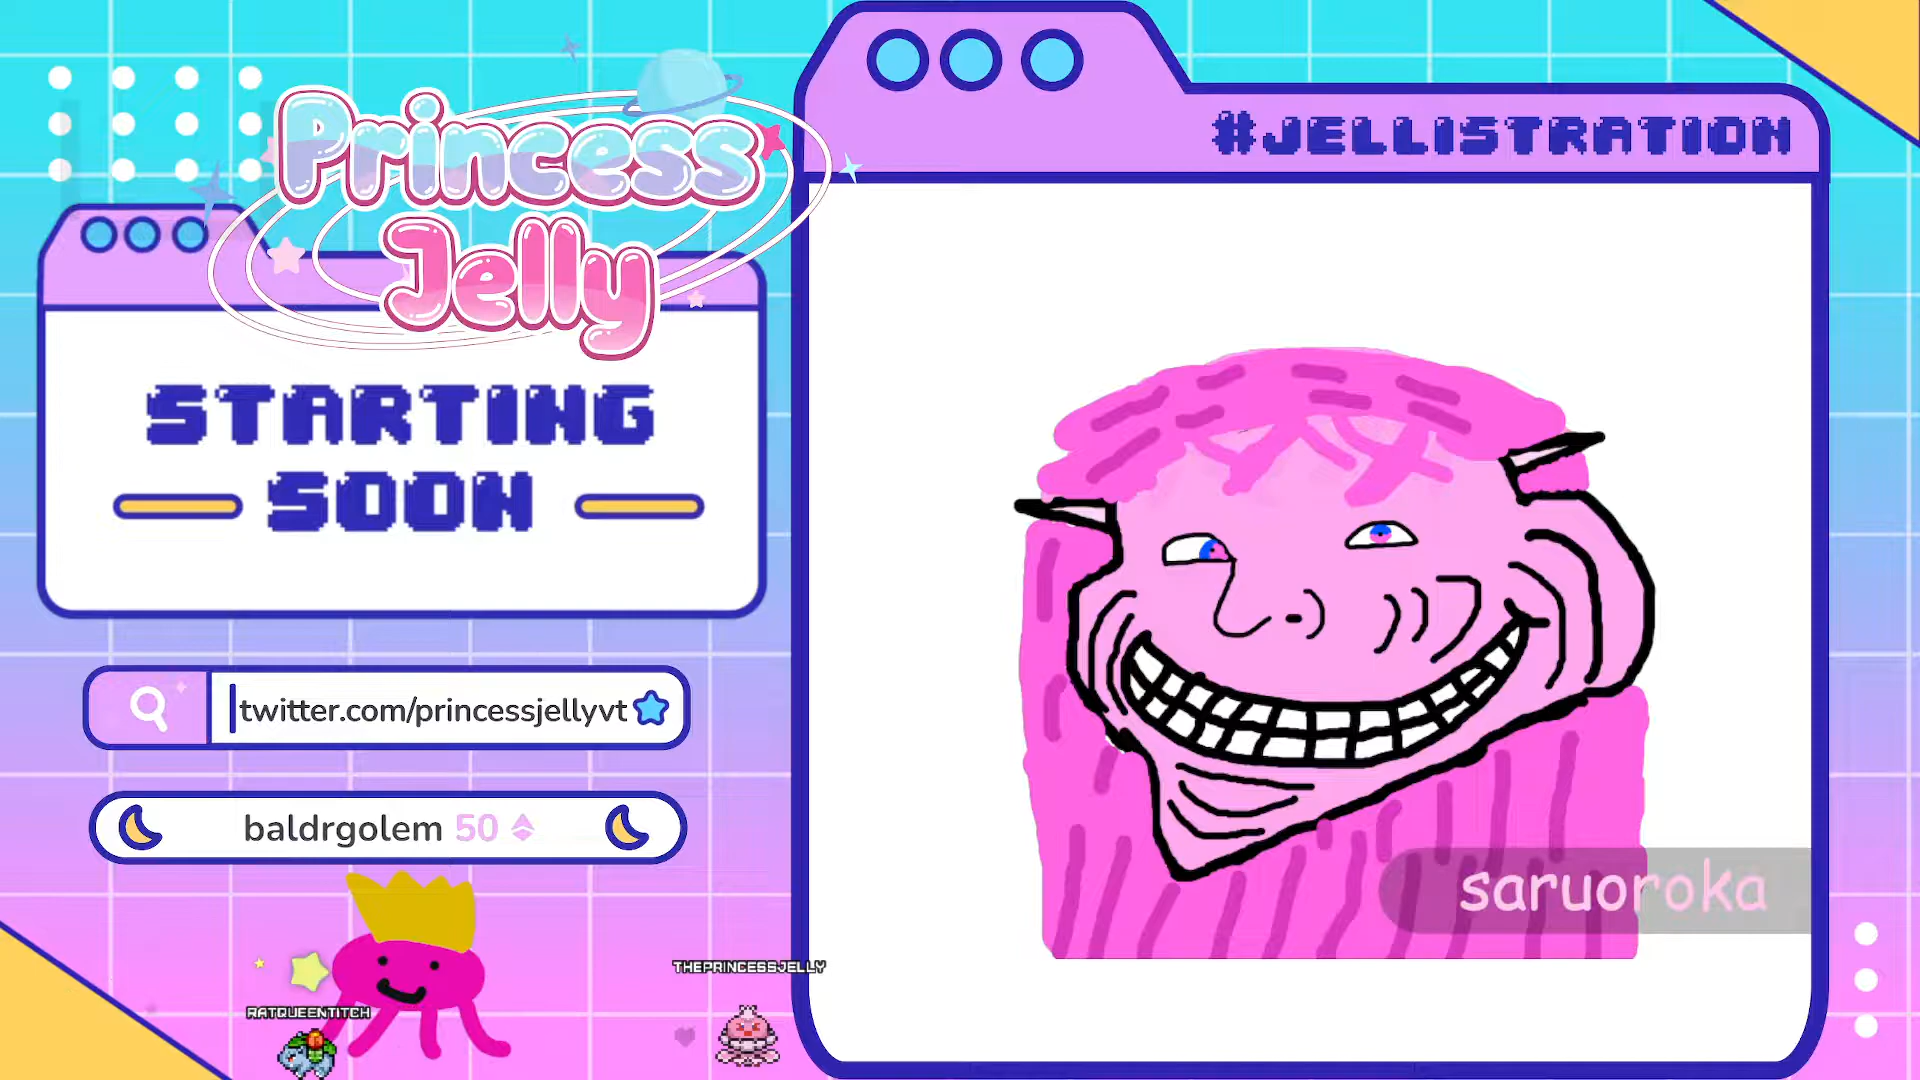 Princess
Jelly
#JELLISTRATION
STARTING
SOON
twitter.com/princessjellyvt
baldrgolem 50
saruoroka
THEPRINCESSJELLY
RATQUEENTITCH